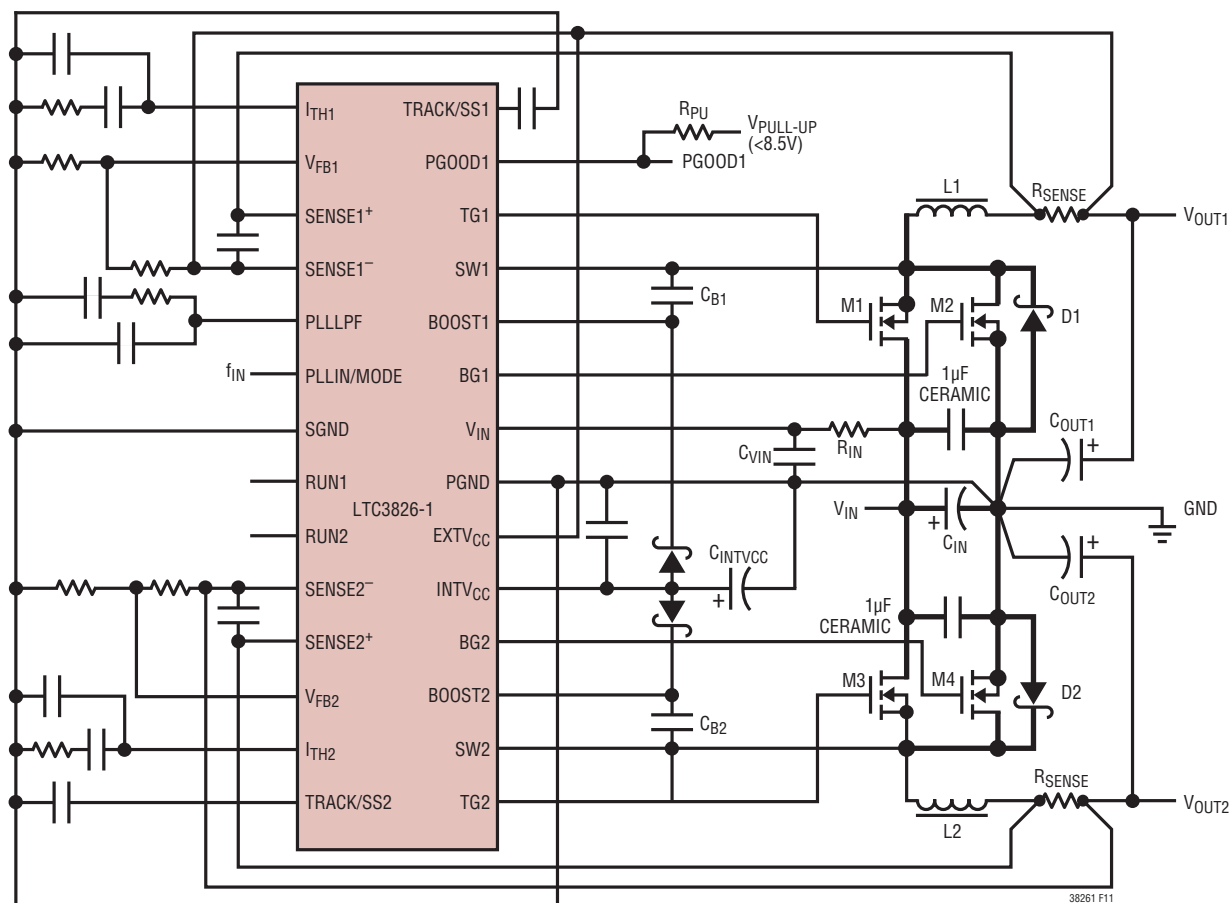 I_TH1
TRACK/SS1
R_PU
V_PULL-UP
(<8.5V)
V_FB1
PGOOD1
PGOOD1
L1
R_SENSE
SENSE1+
TG1
V_OUT1
SENSE1–
SW1
C_B1
M1
M2
D1
PLLLPF
BOOST1
f_IN
PLLIN/MODE
BG1
1µF
CERAMIC
C_OUT1
+
SGND
V_IN
R_IN
C_VIN
RUN1
PGND
LTC3826-1
V_IN
+
C_IN
GND
RUN2
EXTV_CC
+
C_INTVCC
SENSE2–
INTV_CC
+
C_OUT2
1µF
CERAMIC
SENSE2+
BG2
M3
M4
D2
V_FB2
BOOST2
C_B2
I_TH2
SW2
R_SENSE
TRACK/SS2
TG2
V_OUT2
L2
38261 F11